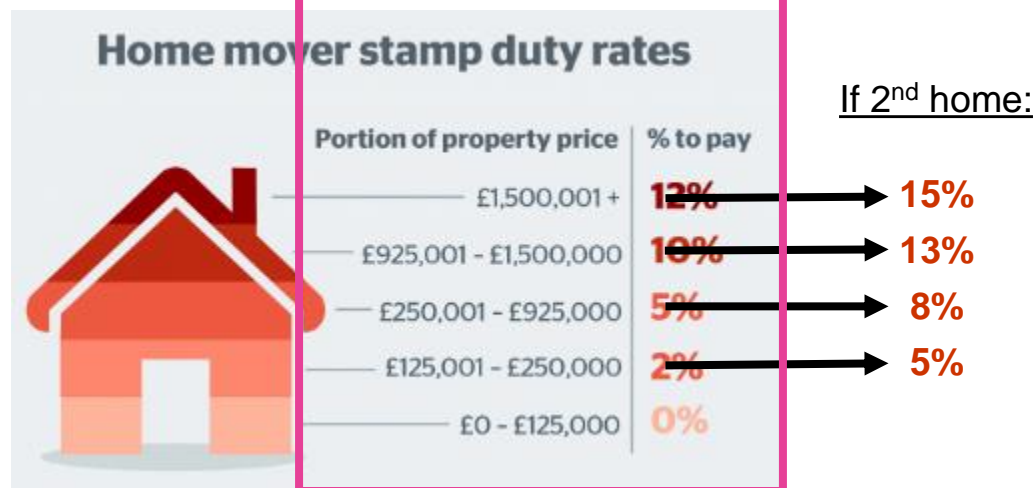 Home mover stamp duty rates
If 2nd home:
Portion of property price % to pay
£1,500,001 + 12% 15%
£925,001 - £1,500,000 10% 13%
£250,001 - £925,000 5% 8%
£125,001 - £250,000 2% 5%
£0 - £125,000 0%